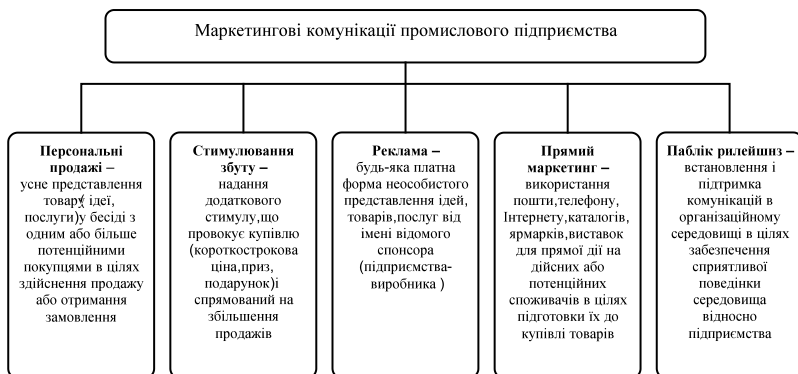 Маркетингові комунікації промислового підприємства
Персональні
продажі –
усне представлення
товару( ідеї,
послуги)у бесіді з
одним або більше
потенційними
покупцями в цілях
здійснення продажу
або отримання
замовлення
Стимулювання
збуту –
надання
додаткового
стимулу,що
провокує купівлю
(короткострокова
ціна,приз,
подарунок)і
спрямований на
збільшення
продажів
Реклама –
будь-яка платна
форма неособистого
представлення ідей,
товарів,послуг від
імені відомого
спонсора
(підприємства-
виробника )
Прямий
маркетинг –
використання
пошти,телефону,
Інтернету,каталогів,
ярмарків,виставок
для прямої дії на
дійсних або
потенційних
споживачів в цілях
підготовки їх до
купівлі товарів
Паблік рилейшнз –
встановлення і
підтримка
комунікацій в
організаційному
середовищі в цілях
забезпечення
сприятливої
поведінки
середовища
відносно
підприємства